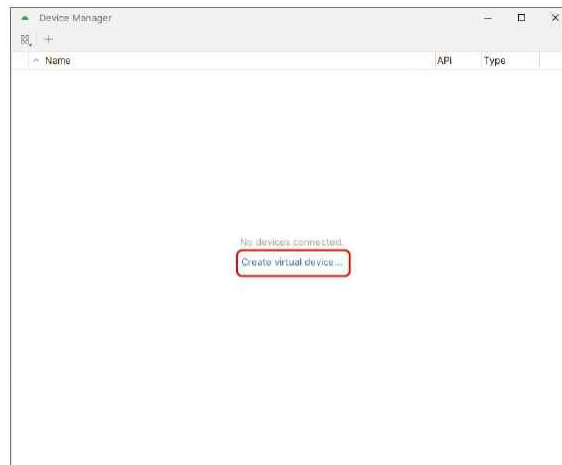 Device Manager
Name API Type
No devices connected.
Create virtual device...